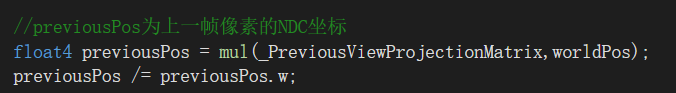 //previousPos为上一帧像素的NDC坐标
float4 previousPos = mul(_PreviousViewProjectionMatrix,worldPos);
previousPos /= previousPos.w;